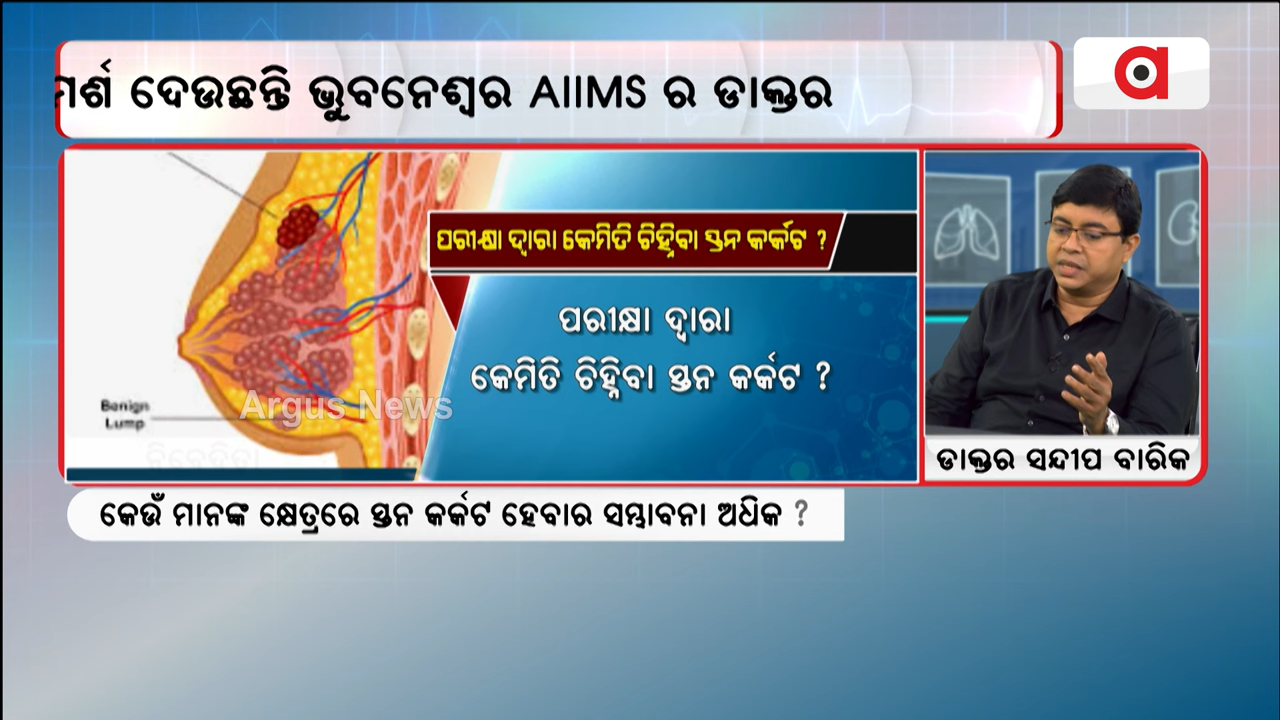 ମର୍ଶ ଦେଉଛନ୍ତି ଭୁବନେଶ୍ୱର AIIMS ର ଡାକ୍ତର
ପରୀକ୍ଷା ଦ୍ୱାରା କେମିତି ଚିହ୍ନିବା ସ୍ତନ କର୍କଟ ?
ପରୀକ୍ଷା ଦ୍ୱାରା
କେମିତି ଚିହ୍ନିବା ସ୍ତନ କର୍କଟ ?
Argus News
Benign
Lump
ଡାକ୍ତର ସନ୍ଦୀପ ବାରିକ
କେଉଁ ମାନଙ୍କ କ୍ଷେତ୍ରରେ ସ୍ତନ କର୍କଟ ହେବାର ସମ୍ଭାବନା ଅଧିକ ?